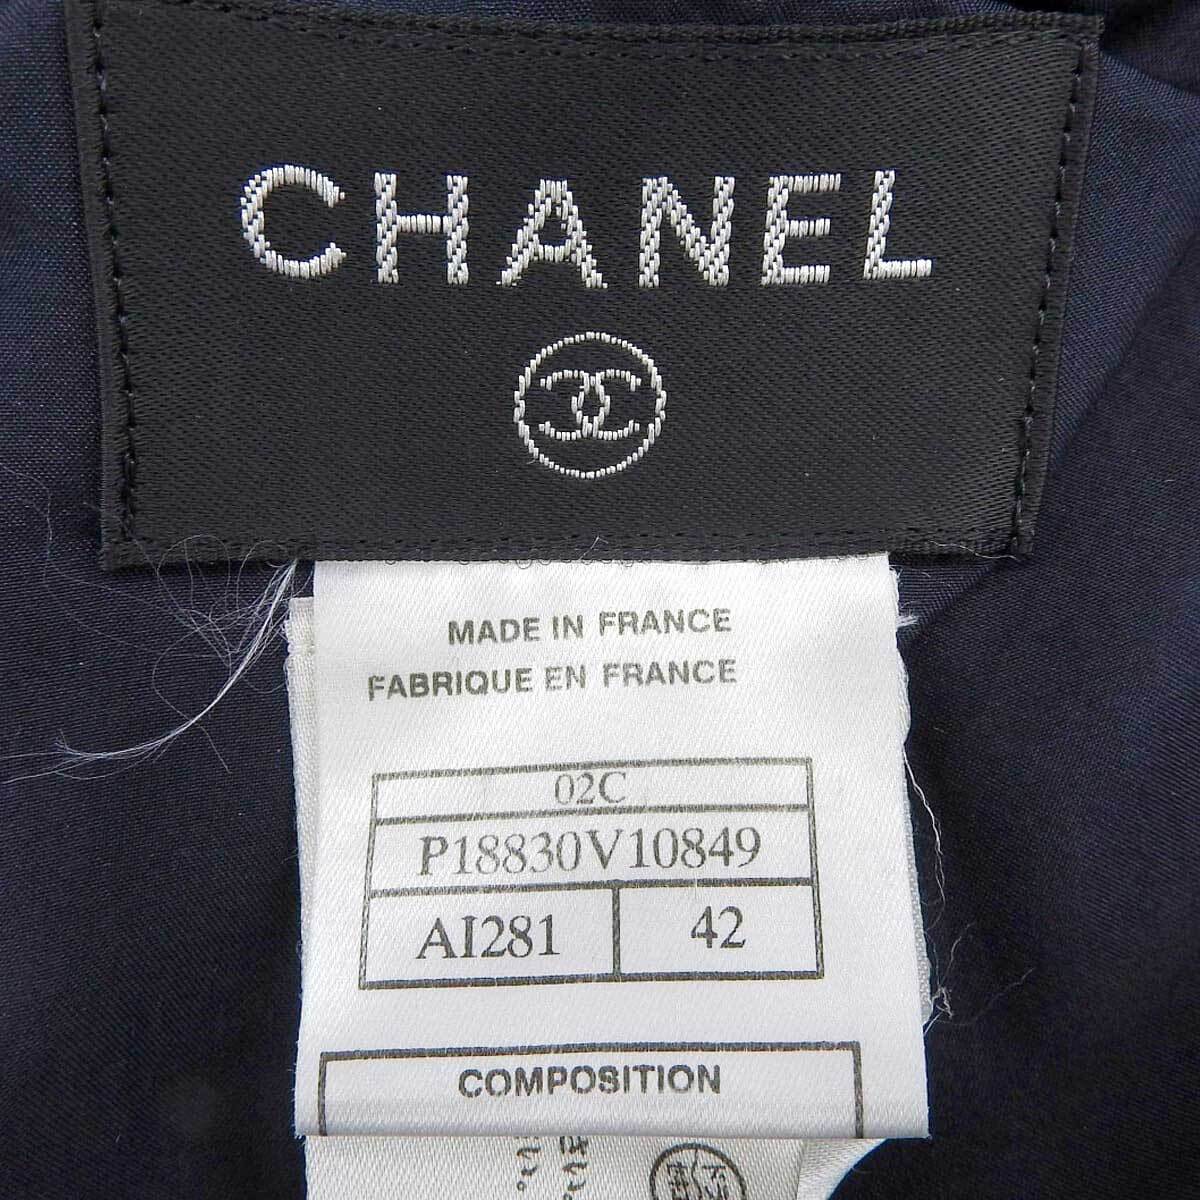 CHANEL
MADE IN FRANCE
FABRIQUE EN FRANCE
02C
P18830V10849
AI281 42
COMPOSITION